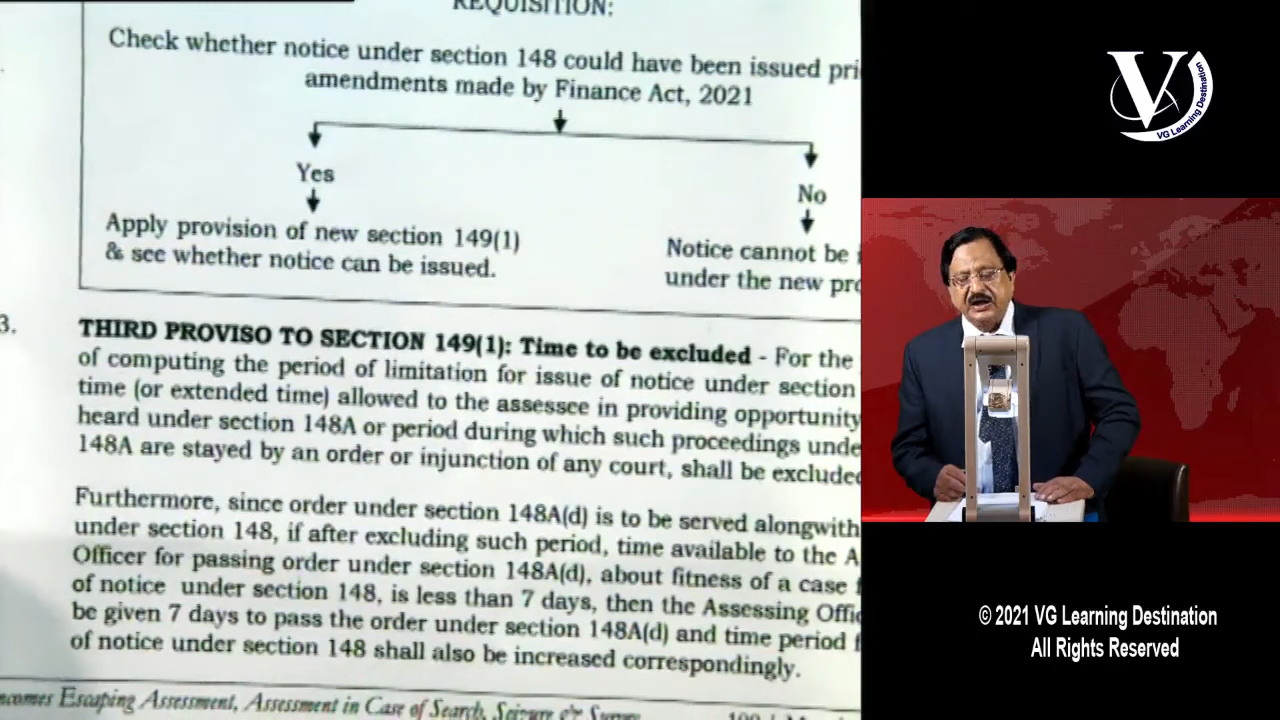 REQUISITION:
Check whether notice under section 148 could have been issued pri
amendments made by Finance Act, 2021
Yes
No
Apply provision of new section 149(1)
& see whether notice can be issued.
Notice cannot be
under the new pro
3.
THIRD PROVISO TO SECTION 149(1): Time to be excluded - For the
of computing the period of limitation for issue of notice under section
time (or extended time) allowed to the assessee in providing opportunity
heard under section 148A or period during which such proceedings unde
148A are stayed by an order or injunction of any court, shall be excluded
Furthermore, since order under section 148A(d) is to be served alongwith
under section 148, if after excluding such period, time available to the A
Officer for passing order under section 148A(d), about fitness of a case
of notice under section 148, is less than 7 days, then the Assessing Offic
be given 7 days to pass the order under section 148A(d) and time period f
of notice under section 148 shall also be increased correspondingly.
ncomes Escaping Assessment, Assessment in Case of Search, Seizure & Survey
V
VG Learning Destination
© 2021 VG Learning Destination
All Rights Reserved